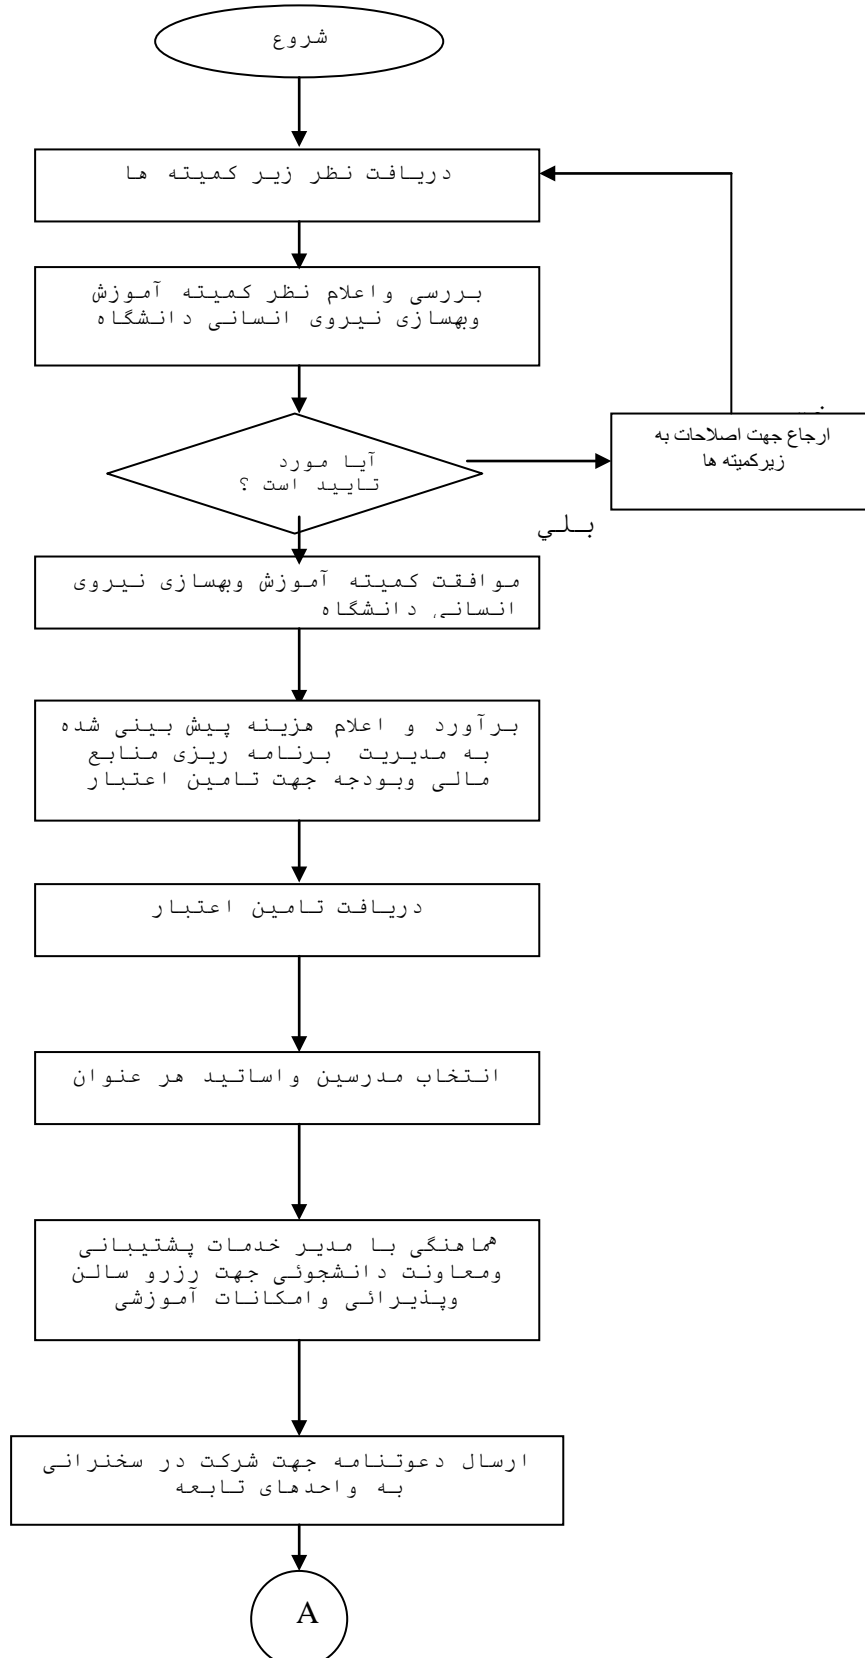 شروع
دریافت نظر زیر کمیته ها
بررسی واعلام نظر کمیته آموزش
وبهسازی نیروی انسانی دانشگاه
آیا مورد
تایید است ؟
ارجاع جهت اصلاحات به
زیرکمیته ها
بلي
موافقت کمیته آموزش وبهسازی نیروی
انسانی دانشگاه
برآورد و اعلام هزینه پیش بینی شده
به مدیریت برنامه ریزی منابع
مالی وبودجه جهت تامین اعتبار
دریافت تامین اعتبار
انتخاب مدرسین واساتید هر عنوان
هماهنگی با مدیر خدمات پشتیبانی
ومعاونت دانشجوئی جهت رزرو سالن
وپذیرائی وامکانات آموزشی
ارسال دعوتنامه جهت شرکت در سخنرانی
به واحدهای تابعه
A